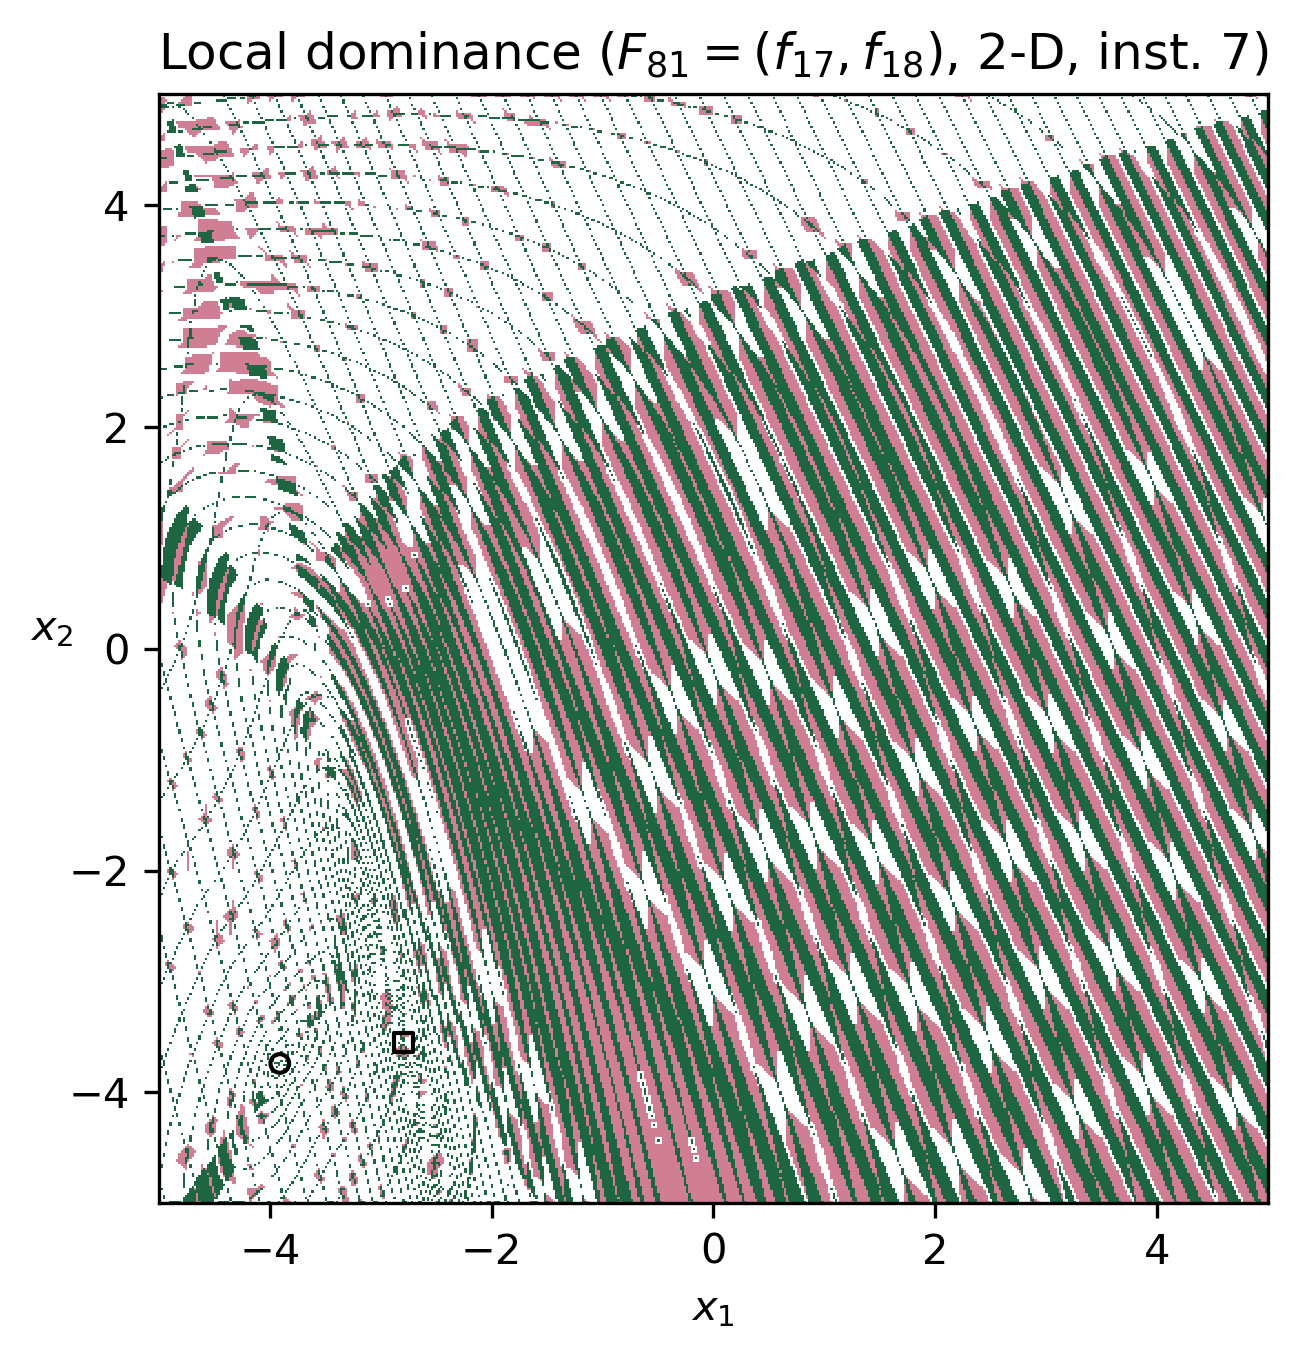 Local dominance (F₈₁ = (f₁₇, f₁₈), 2-D, inst. 7)
4
2
x₂ 0
−2
−4
−4 −2 0 2 4
x₁